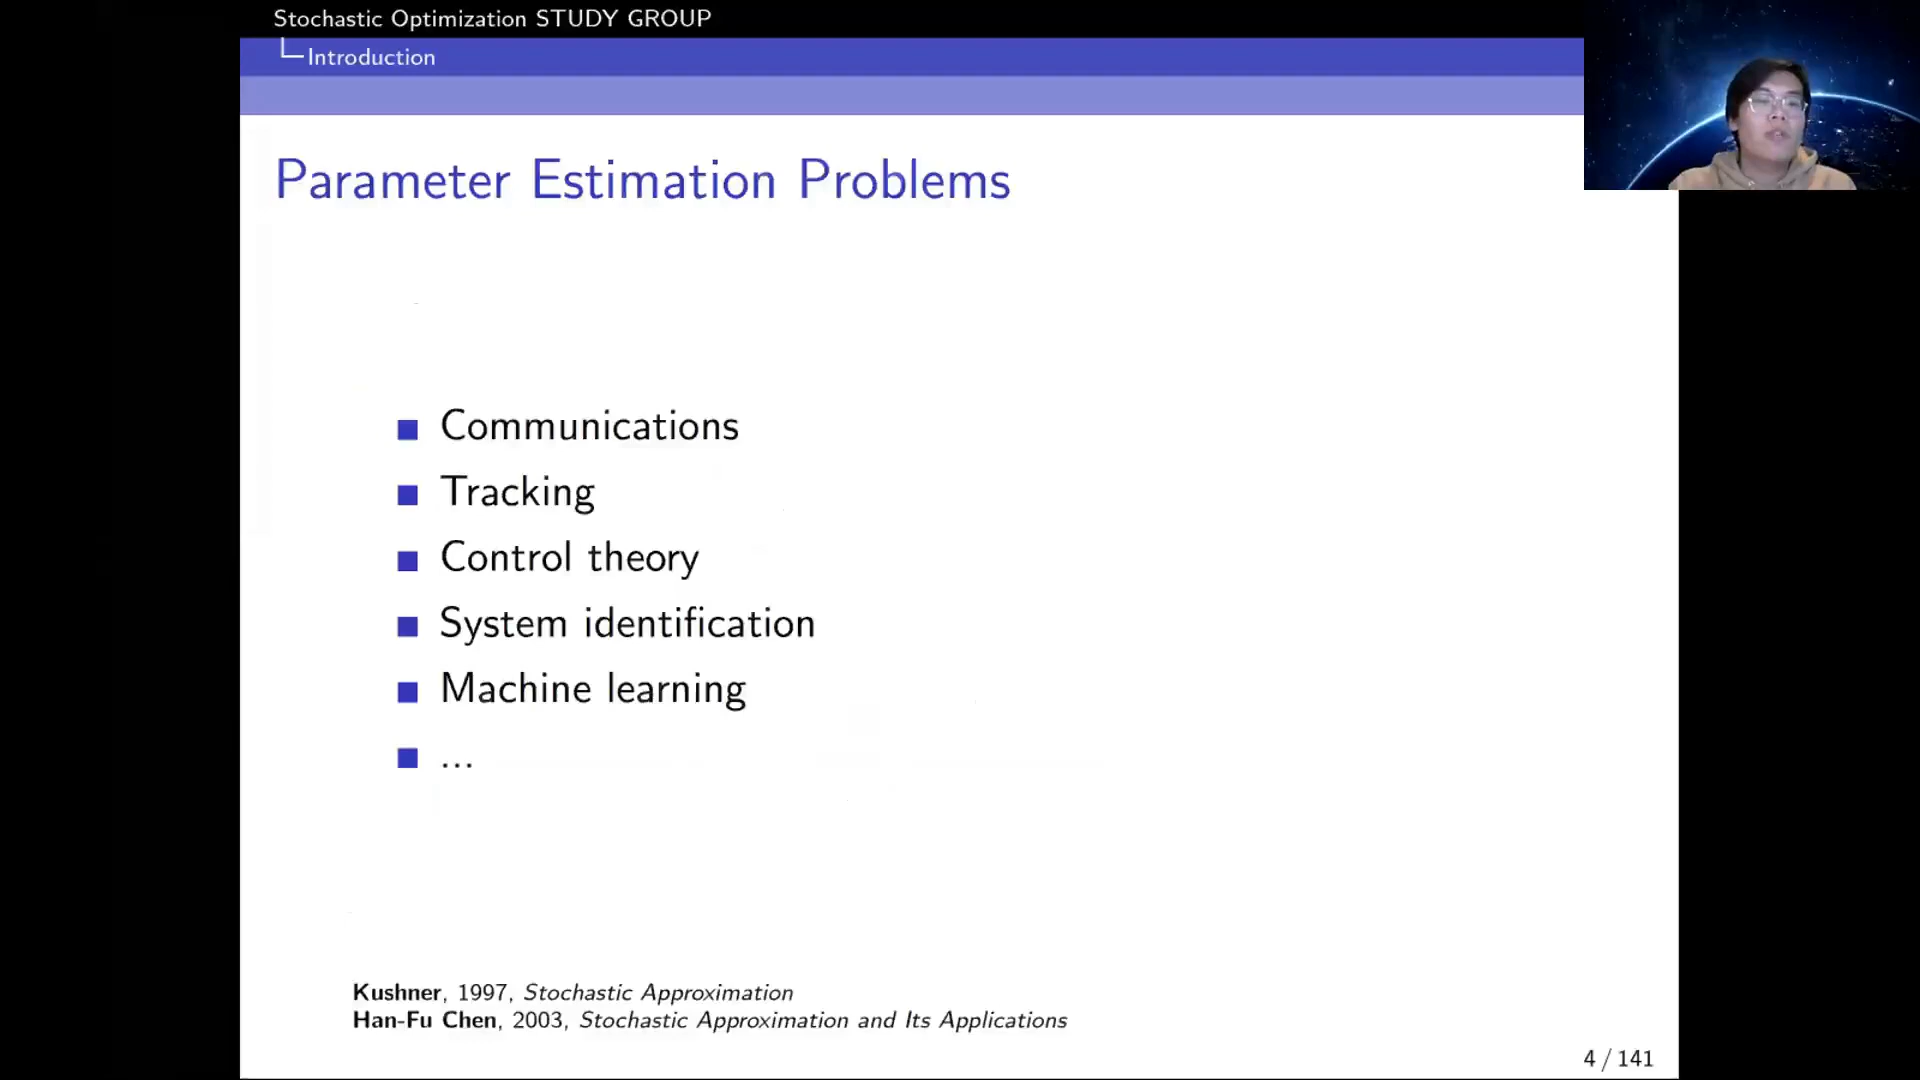 Stochastic Optimization STUDY GROUP
Introduction
Parameter Estimation Problems
Communications
Tracking
Control theory
System identification
Machine learning
...
Kushner, 1997, Stochastic Approximation
Han-Fu Chen, 2003, Stochastic Approximation and Its Applications
4 / 141